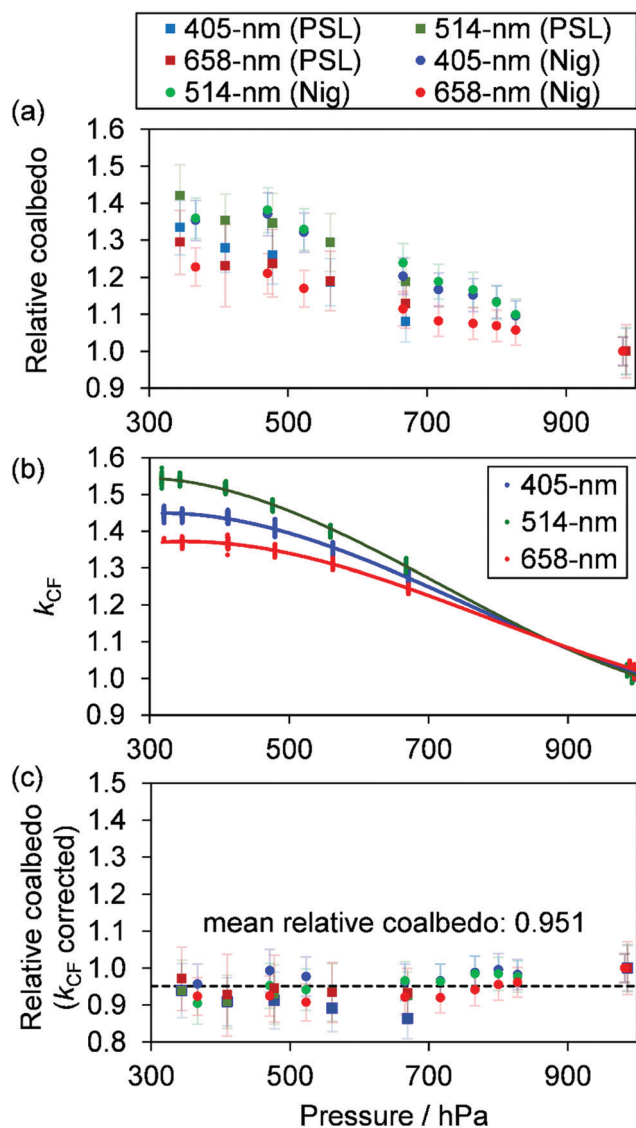 405-nm (PSL) 514-nm (PSL)
658-nm (PSL) 405-nm (Nig)
514-nm (Nig) 658-nm (Nig)
(a)
Relative coalbedo
1.6
1.5
1.4
1.3
1.2
1.1
1.0
0.9
300 500 700 900
(b)
kCF
1.6
1.5
1.4
1.3
1.2
1.1
1.0
0.9
405-nm
514-nm
658-nm
300 500 700 900
(c)
Relative coalbedo
(kCF corrected)
1.5
1.4
1.3
1.2
1.1
1.0
0.9
0.8
mean relative coalbedo: 0.951
300 500 700 900
Pressure / hPa